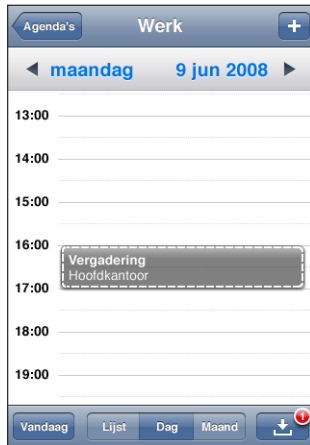 Agenda's Werk +
maandag 9 jun 2008
13:00
14:00
15:00
16:00
Vergadering
Hoofdkantoor
17:00
18:00
19:00
Vandaag Lijst Dag Maand 1